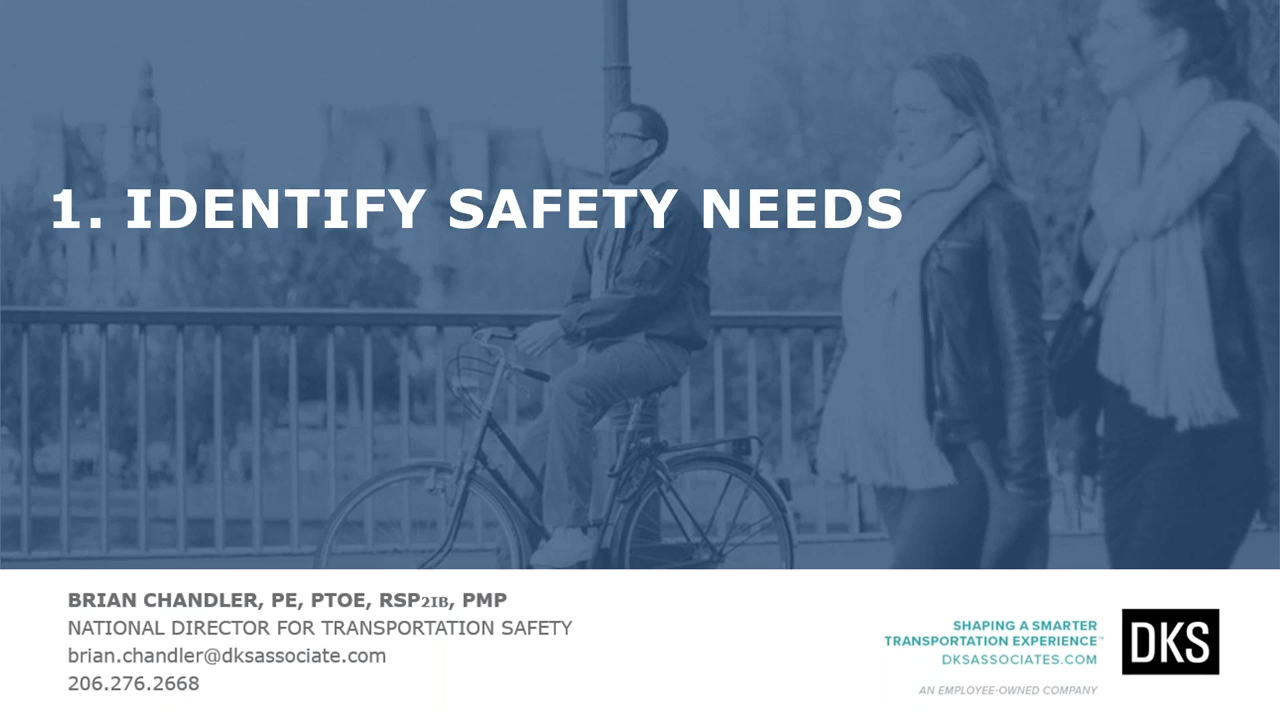 1. IDENTIFY SAFETY NEEDS
BRIAN CHANDLER, PE, PTOE, RSP2IB, PMP
NATIONAL DIRECTOR FOR TRANSPORTATION SAFETY
brian.chandler@dksassociate.com
206.276.2668
SHAPING A SMARTER
TRANSPORTATION EXERIENCE™
DKSASSOCIATES.COM
AN EMPLOYEE-OWNED COMPANY
DKS